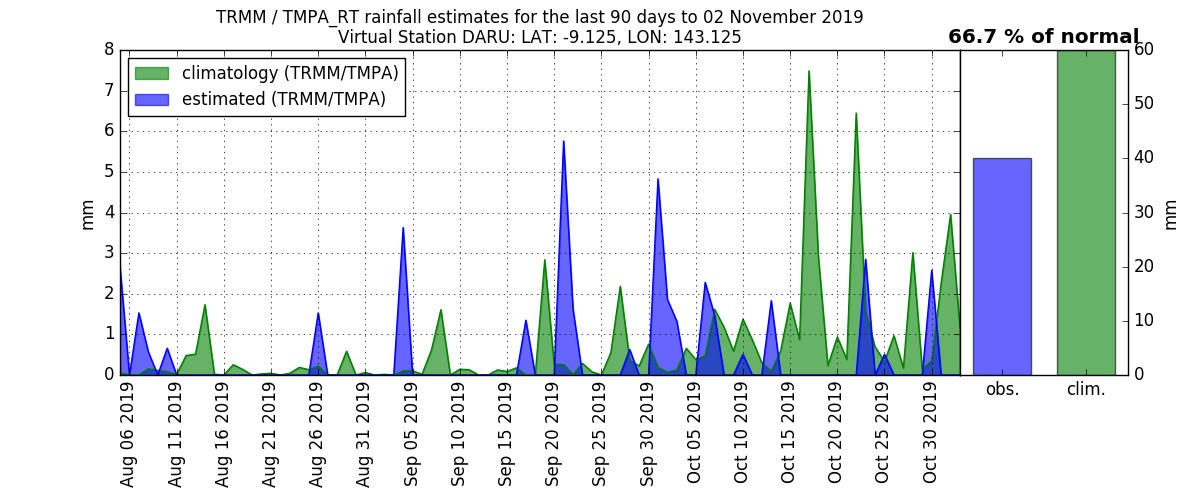 TRMM / TMPA_RT rainfall estimates for the last 90 days to 02 November 2019
Virtual Station DARU: LAT: -9.125, LON: 143.125
66.7 % of normal
climatology (TRMM/TMPA)
estimated (TRMM/TMPA)
8
7
6
5
4
3
2
1
0
mm
Aug 06 2019
Aug 11 2019
Aug 16 2019
Aug 21 2019
Aug 26 2019
Aug 31 2019
Sep 05 2019
Sep 10 2019
Sep 15 2019
Sep 20 2019
Sep 25 2019
Sep 30 2019
Oct 05 2019
Oct 10 2019
Oct 15 2019
Oct 20 2019
Oct 25 2019
Oct 30 2019
obs.
clim.
60
50
40
30
20
10
0
mm